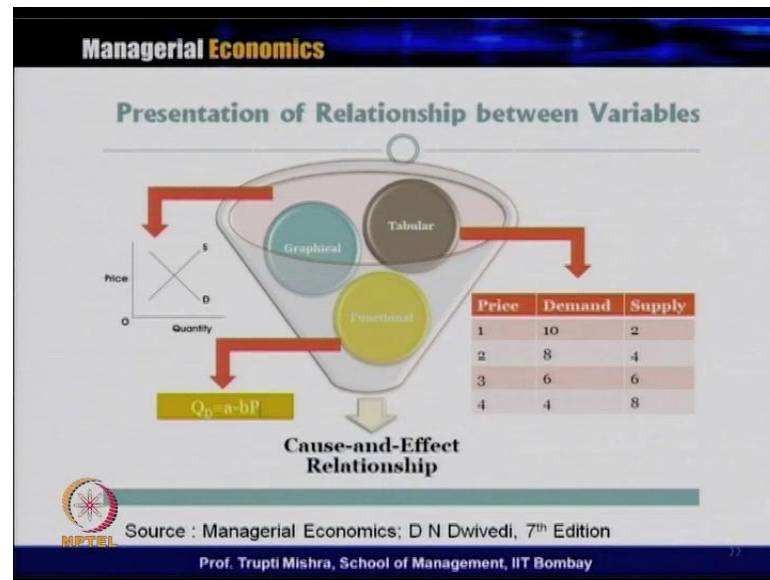 Managerial Economics
Presentation of Relationship between Variables
Graphical
Tabular
Functional
Price
S
D
O
Quantity
Price Demand Supply
1 10 2
2 8 4
3 6 6
4 4 8
Q_D=a-bP
Cause-and-Effect
Relationship
NPTEL
Source : Managerial Economics; D N Dwivedi, 7th Edition
Prof. Trupti Mishra, School of Management, IIT Bombay